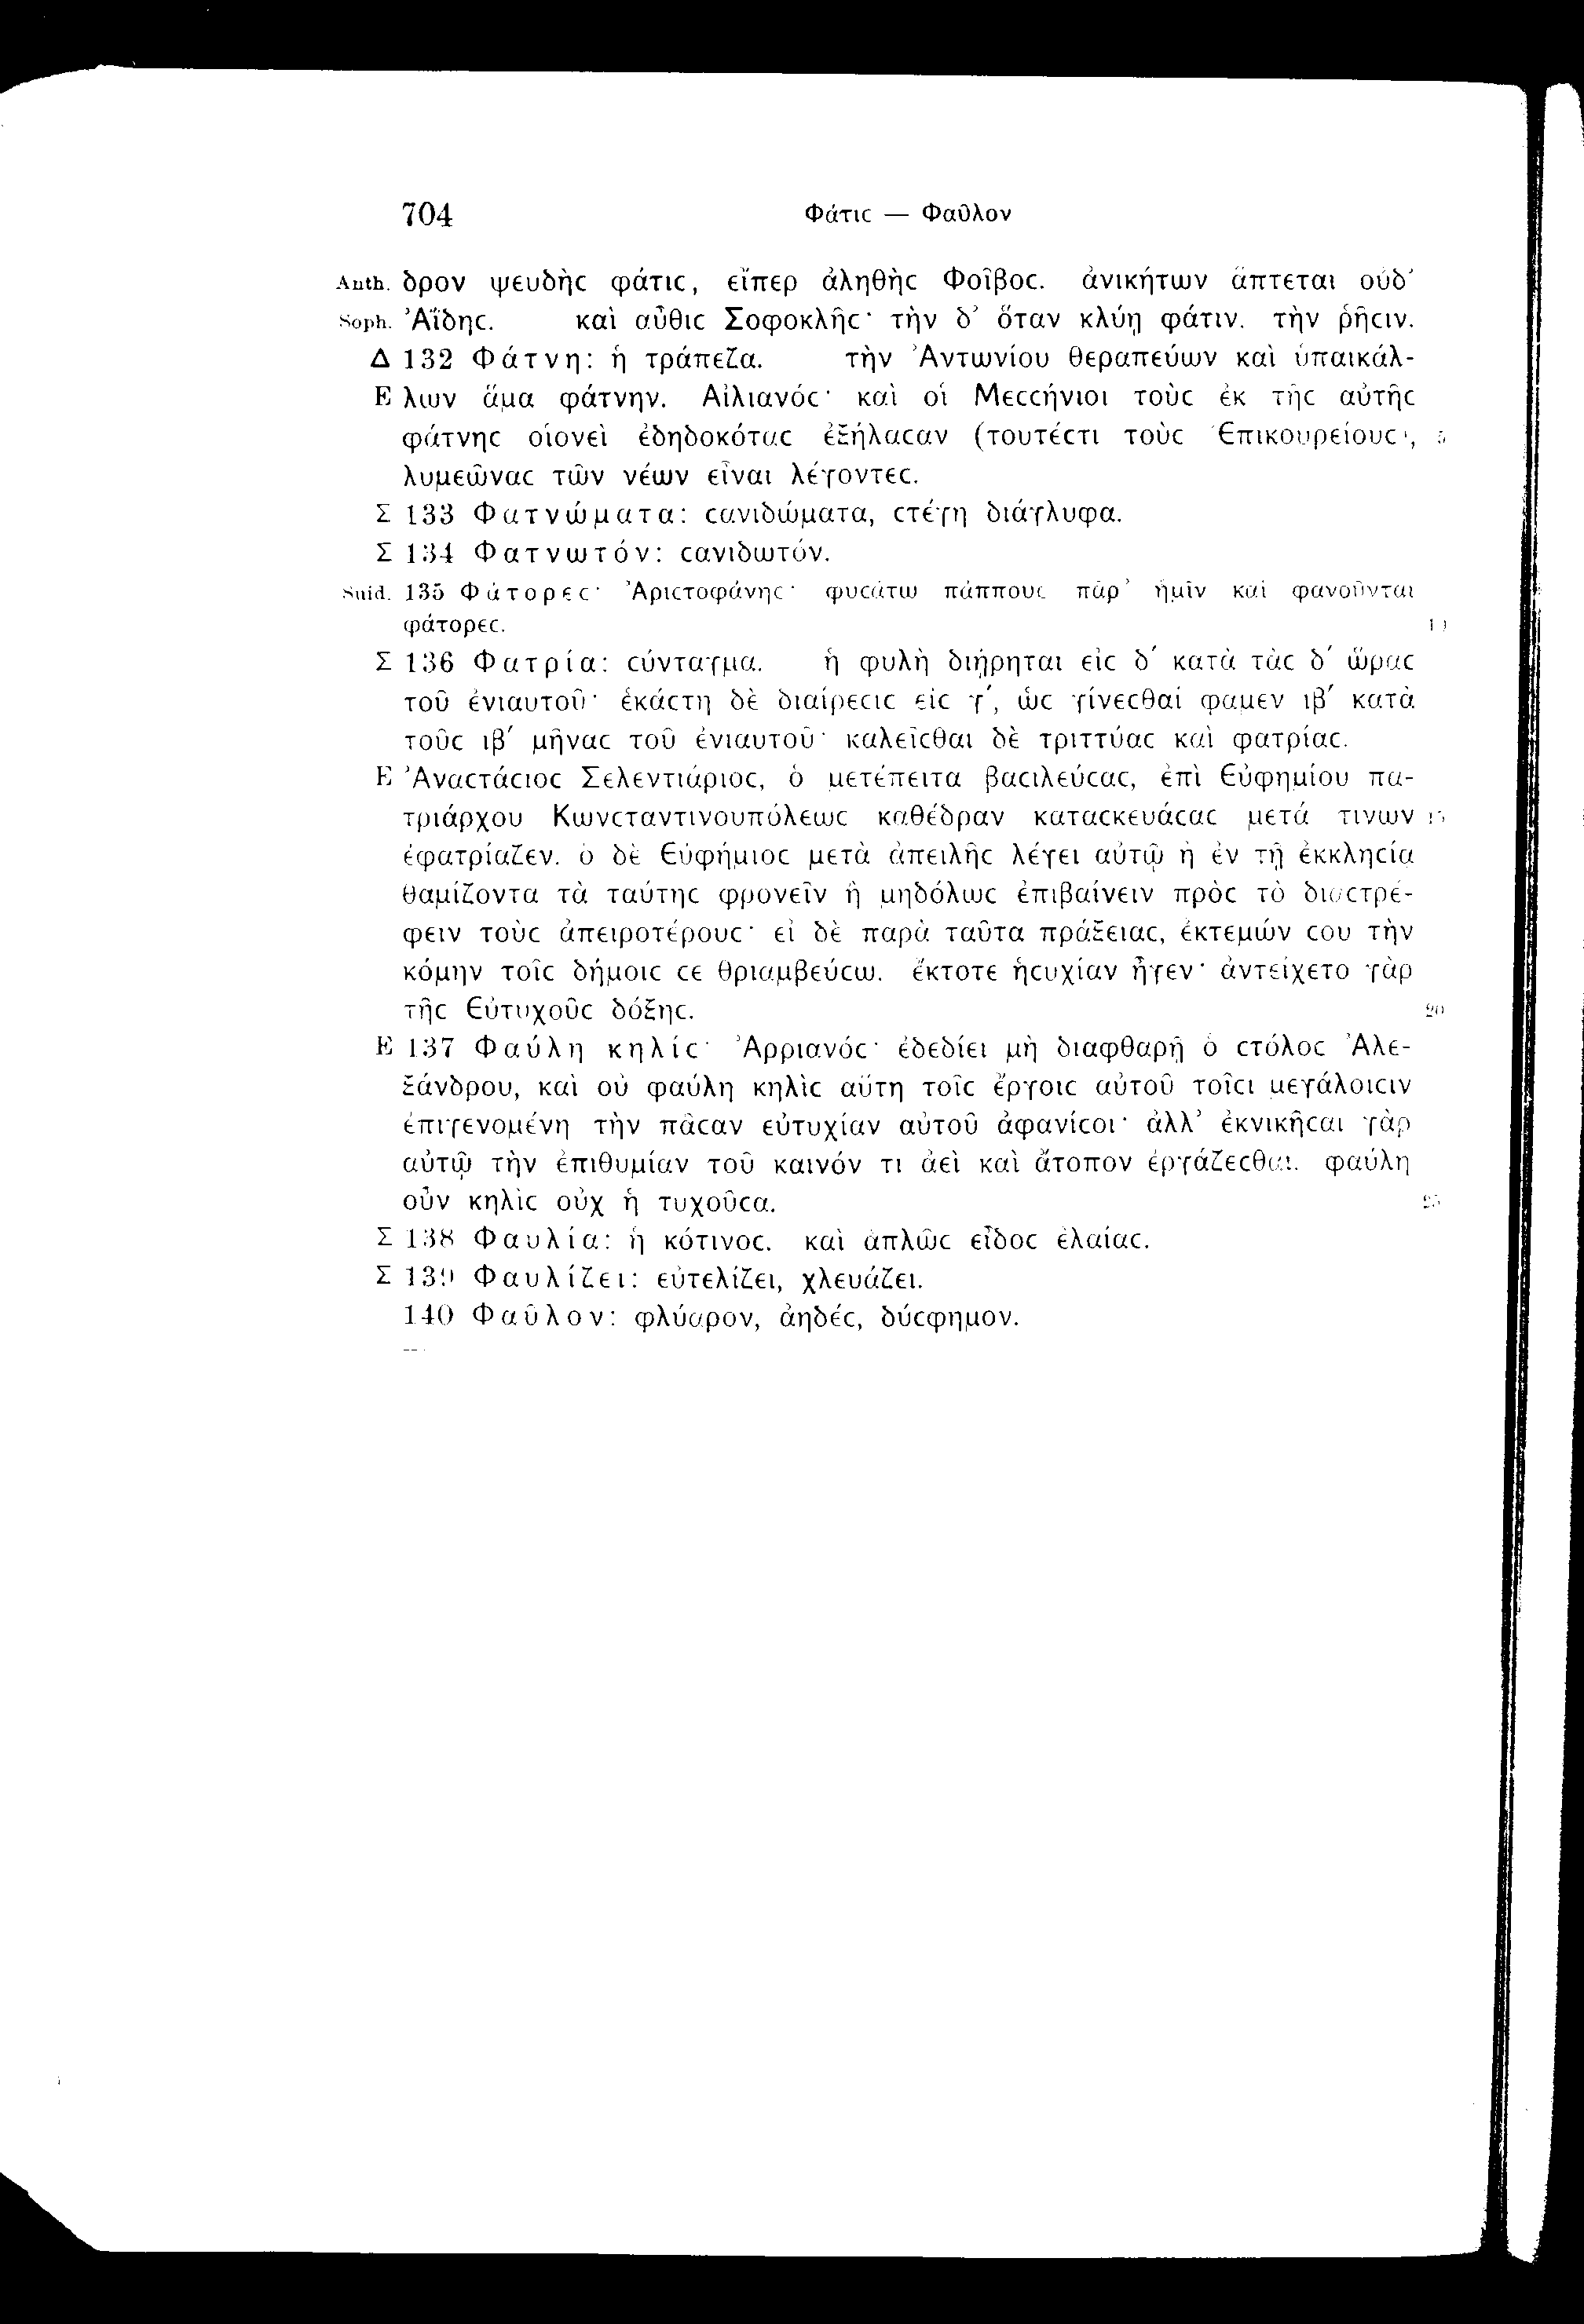 704 Φάτιϲ — Φαῦλον
Anth. δρον ψευδὴϲ φάτιϲ, εἴπερ ἀληθὴϲ Φοῖβοϲ. ἀνικήτων ἅπτεται οὐδ’
Soph. Ἀΐδηϲ. καὶ αὖθιϲ Σοφοκλῆϲ· τὴν δ’ ὅταν κλύῃ φάτιν. τὴν ῥῆϲιν.
Δ 132 Φάτνη: ἡ τράπεζα. τὴν Ἀντωνίου θεραπεύων καὶ ὑπαικάλ-
E λων ἅμα φάτνην. Αἰλιανόϲ· καὶ οἱ Μεϲϲήνιοι τοὺϲ ἐκ τῆϲ αὐτῆϲ
φάτνηϲ οἱονεὶ ἐδηδοκόταϲ ἐξήλαϲαν (τουτέϲτι τοὺϲ Ἐπικουρείουϲ), 5
λυμεῶναϲ τῶν νέων εἶναι λέγοντεϲ.
Σ 133 Φατνώματα: ϲανιδώματα, ϲτέγη διάγλυφα.
Σ 134 Φατνωτόν: ϲανιδωτόν.
Suid. 135 Φάτορεϲ· Ἀριϲτοφάνηϲ· φυϲάτω πάππουϲ παρ’ ἡμῖν καὶ φανοῦνται
φάτορεϲ. 10
Σ 136 Φατρία: ϲύνταγμα. ἡ φυλὴ διῄρηται εἰϲ δ′ κατὰ τὰϲ δ′ ὥραϲ
τοῦ ἐνιαυτοῦ· ἑκάϲτη δὲ διαίρεϲιϲ εἰϲ γ′, ὡϲ γίνεϲθαί φαμεν ιβ′ κατὰ
τοὺϲ ιβ′ μῆναϲ τοῦ ἐνιαυτοῦ· καλεῖϲθαι δὲ τριττύαϲ καὶ φατρίαϲ.
E Ἀναϲτάϲιοϲ Σελεντιάριοϲ, ὁ μετέπειτα βαϲιλεύϲαϲ, ἐπὶ Εὐφημίου πα-
τριάρχου Κωνϲταντινουπόλεωϲ καθέδραν καταϲκευάϲαϲ μετά τινων 15
ἐφατρίαζεν. ὁ δὲ Εὐφήμιοϲ μετὰ ἀπειλῆϲ λέγει αὐτῷ ἢ ἐν τῇ ἐκκληϲίᾳ
θαμίζοντα τὰ ταύτηϲ φρονεῖν ἢ μηδόλωϲ ἐπιβαίνειν πρὸϲ τὸ διαϲτρέ-
φειν τοὺϲ ἀπειροτέρουϲ· εἰ δὲ παρὰ ταῦτα πράξειαϲ, ἐκτεμών ϲου τὴν
κόμην τοῖϲ δήμοιϲ ϲε θριαμβεύϲω. ἔκτοτε ἡϲυχίαν ἦγεν· ἀντείχετο γὰρ
τῆϲ Εὐτυχοῦϲ δόξηϲ. 20
E 137 Φαύλη κηλίϲ· Ἀρριανόϲ· ἐδεδίει μὴ διαφθαρῇ ὁ ϲτόλοϲ Ἀλε-
ξάνδρου, καὶ οὐ φαύλη κηλὶϲ αὕτη τοῖϲ ἔργοιϲ αὐτοῦ τοῖϲι μεγάλοιϲιν
ἐπιγενομένη τὴν πᾶϲαν εὐτυχίαν αὐτοῦ ἀφανίϲοι· ἀλλ’ ἐκνικῆϲαι γὰρ
αὐτῷ τὴν ἐπιθυμίαν τοῦ καινόν τι ἀεὶ καὶ ἄτοπον ἐργάζεϲθαι. φαύλη
οὖν κηλὶϲ οὐχ ἡ τυχοῦϲα. 25
Σ 138 Φαυλία: ἡ κότινοϲ. καὶ ἁπλῶϲ εἶδοϲ ἐλαίαϲ.
Σ 139 Φαυλίζει: εὐτελίζει, χλευάζει.
140 Φαῦλον: φλύαρον, ἀηδέϲ, δύϲφημον.